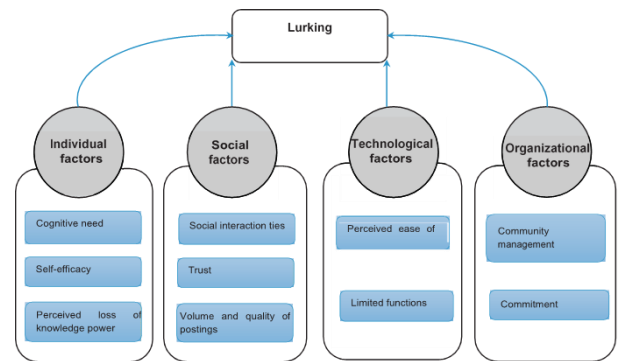 Lurking
Individual
factors
Social
factors
Technological
factors
Organizational
factors
Cognitive need
Self-efficacy
Perceived loss of
knowledge power
Social interaction ties
Trust
Volume and quality of
postings
Perceived ease of
Limited functions
Community
management
Commitment